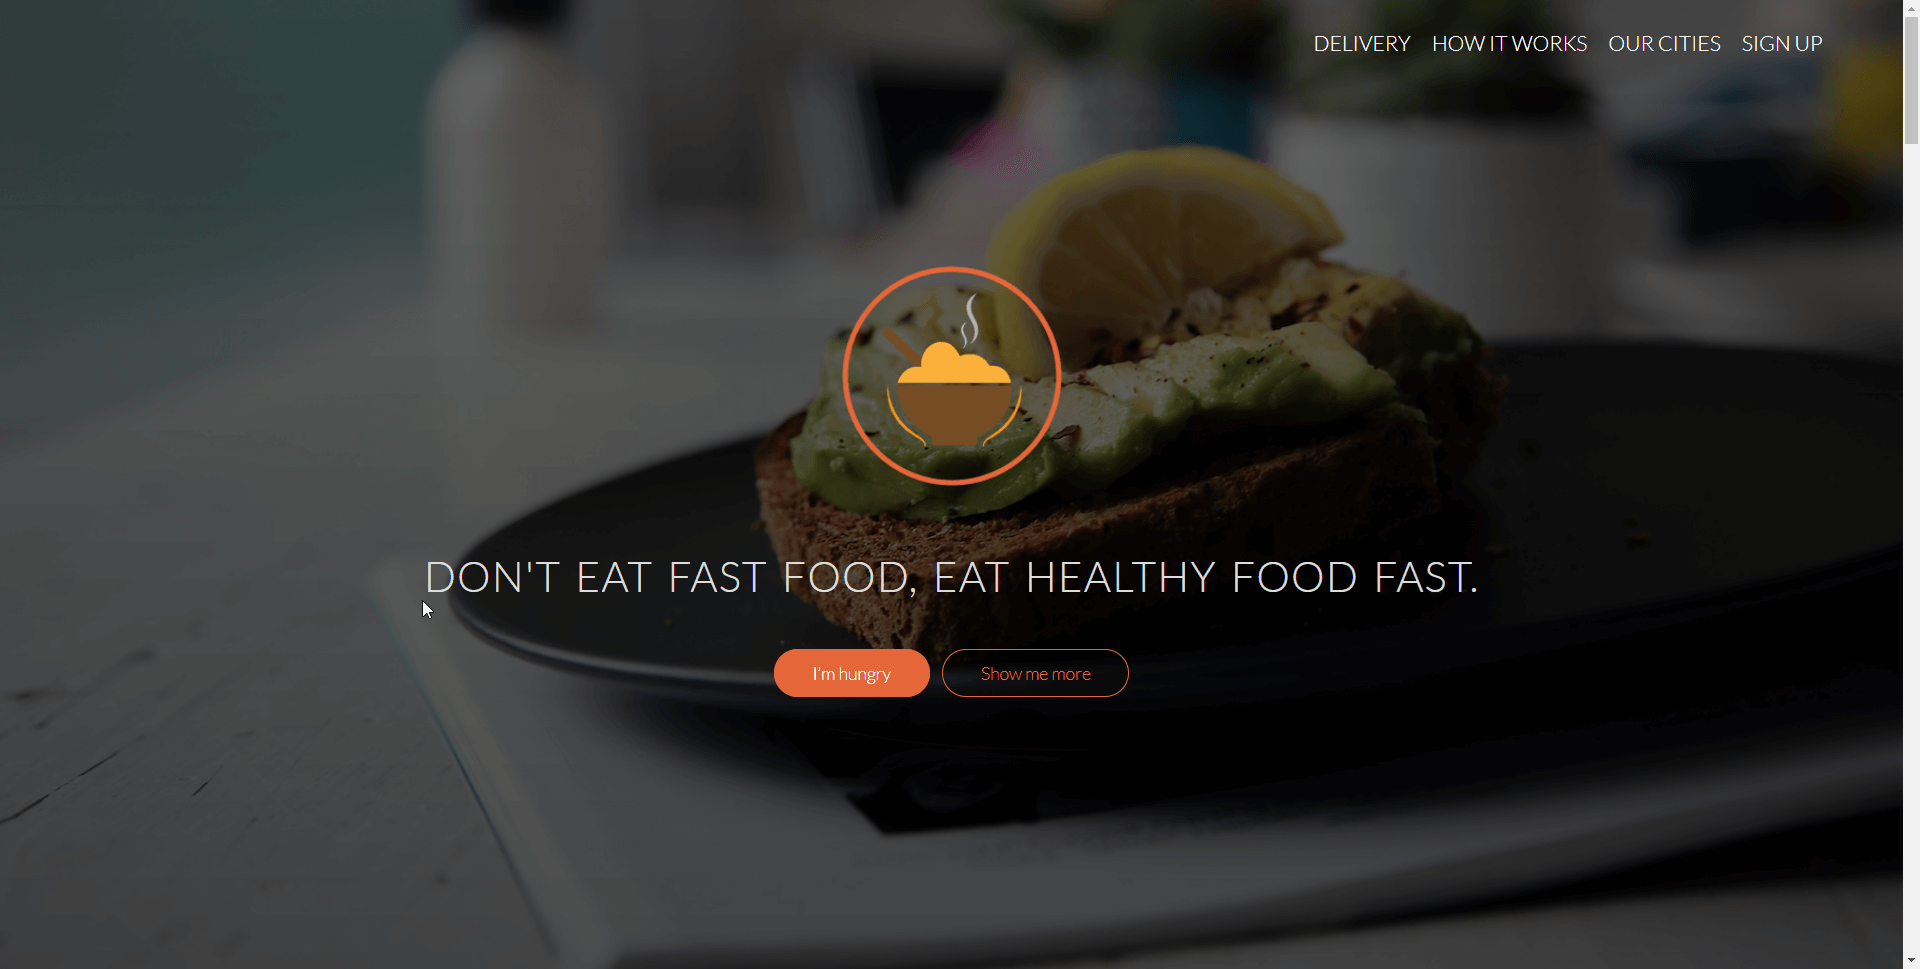 DELIVERY HOW IT WORKS OUR CITIES SIGN UP
DON'T EAT FAST FOOD, EAT HEALTHY FOOD FAST.
I'm hungry Show me more